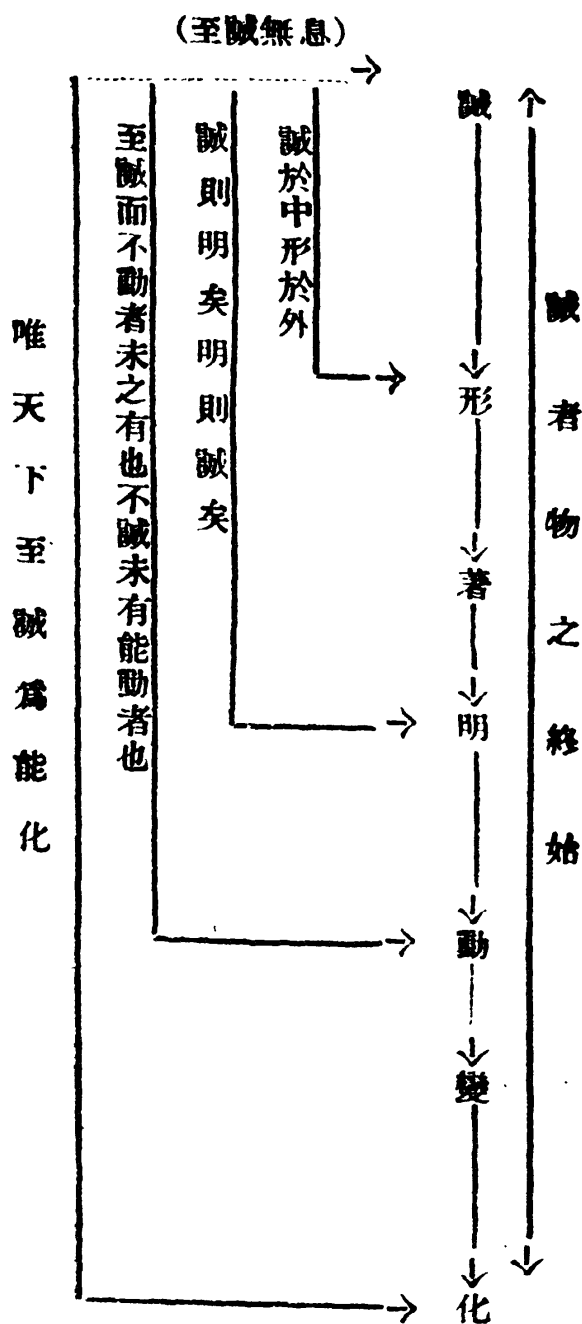 (至誠無息)
誠者物之終始
誠
形
著
明
動
變
化
誠於中形於外
誠則明矣明則誠矣
至誠而不動者未之有也不誠未有能動者也
唯天下至誠爲能化